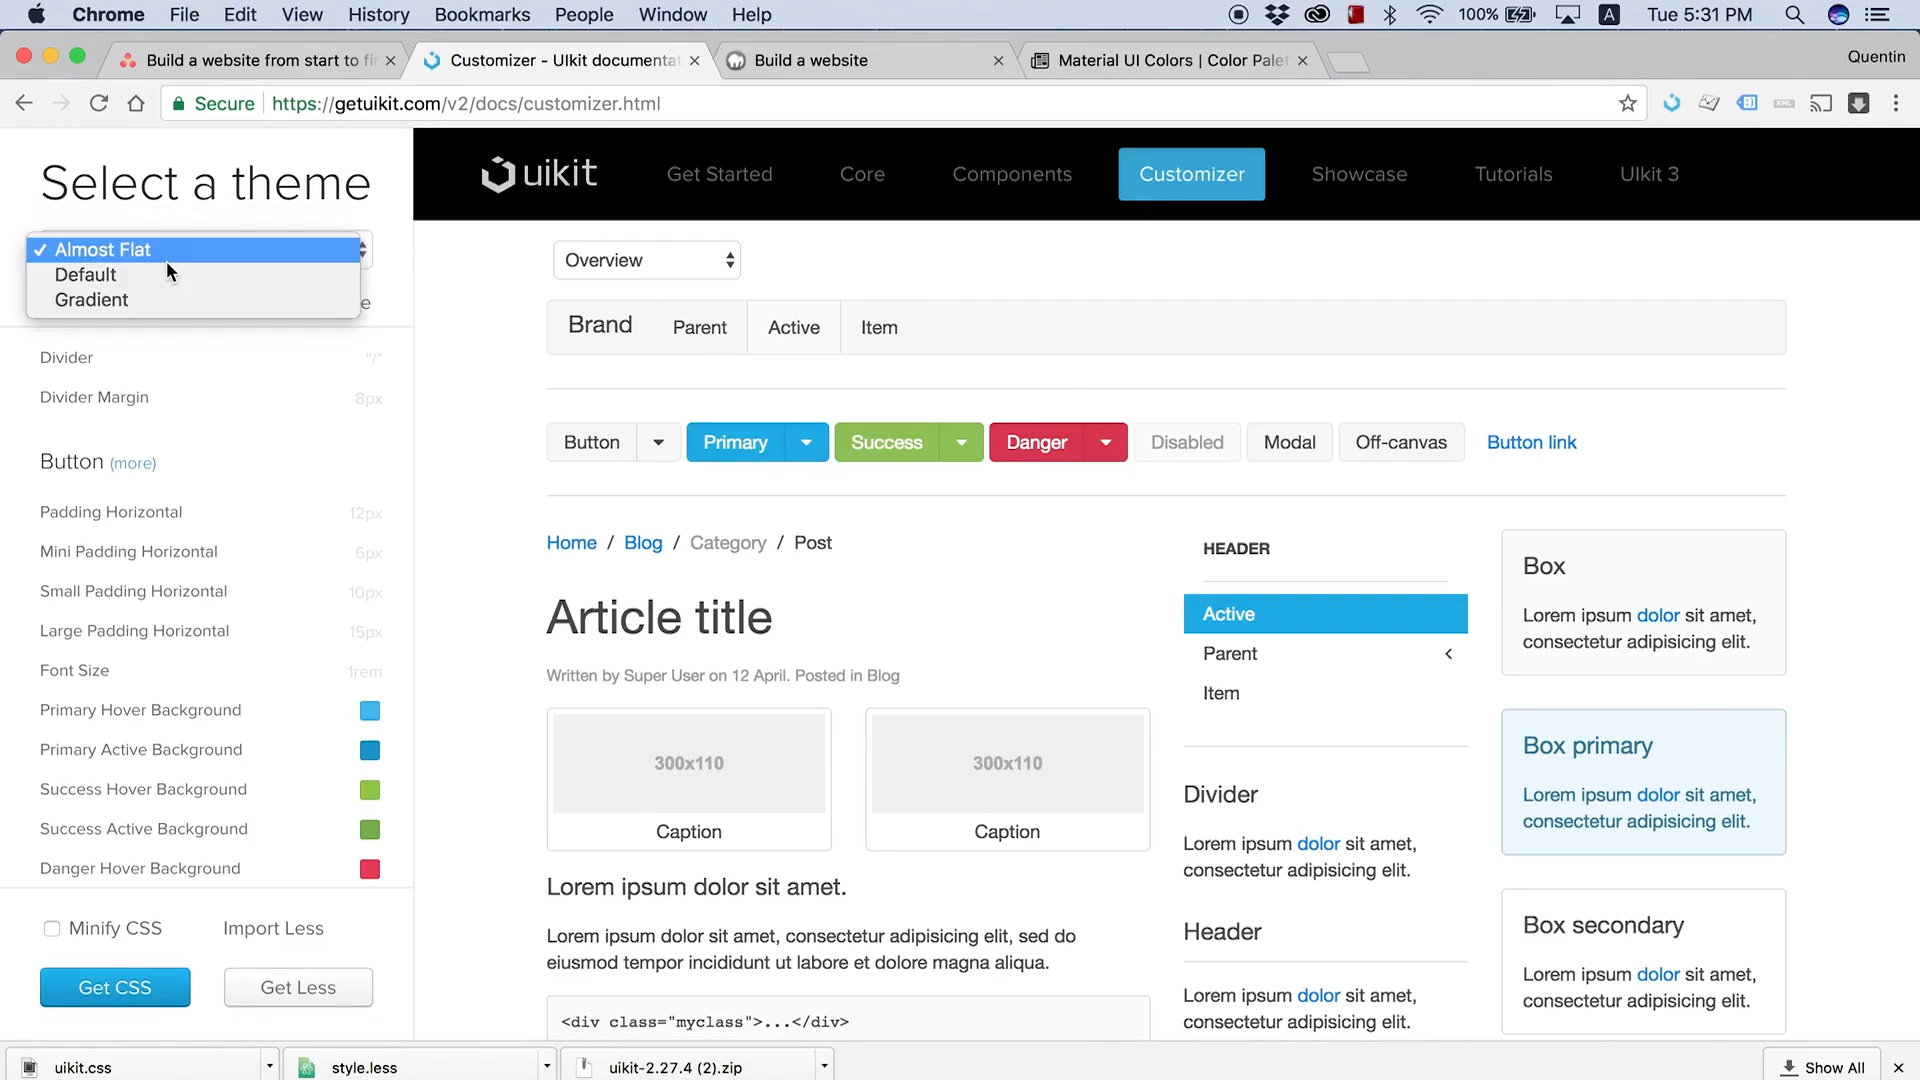 Chrome File Edit View History Bookmarks People Window Help 100% A Tue 5:31 PM
Build a website from start to fi
Customizer - UIkit documentat
Build a website
Material UI Colors | Color Palet
Quentin
Secure https://getuikit.com/v2/docs/customizer.html
Select a theme
✓ Almost Flat
Default
Gradient
e
Divider "/"
Divider Margin 8px
Button (more)
Padding Horizontal 12px
Mini Padding Horizontal 6px
Small Padding Horizontal 10px
Large Padding Horizontal 15px
Font Size 1rem
Primary Hover Background
Primary Active Background
Success Hover Background
Success Active Background
Danger Hover Background
Minify CSS Import Less
Get CSS Get Less
uikit Get Started Core Components Customizer Showcase Tutorials UIkit 3
Overview
Brand Parent Active Item
Button Primary Success Danger Disabled Modal Off-canvas Button link
Home / Blog / Category / Post
Article title
Written by Super User on 12 April. Posted in Blog
300x110 300x110
Caption Caption
Lorem ipsum dolor sit amet.
Lorem ipsum dolor sit amet, consectetur adipisicing elit, sed do
eiusmod tempor incididunt ut labore et dolore magna aliqua.
<div class="myclass">...</div>
HEADER
Active
Parent
Item
Divider
Lorem ipsum dolor sit amet,
consectetur adipisicing elit.
Header
Lorem ipsum dolor sit amet,
consectetur adipisicing elit.
Box
Lorem ipsum dolor sit amet,
consectetur adipisicing elit.
Box primary
Lorem ipsum dolor sit amet,
consectetur adipisicing elit.
Box secondary
Lorem ipsum dolor sit amet,
consectetur adipisicing elit.
uikit.css style.less uikit-2.27.4 (2).zip Show All